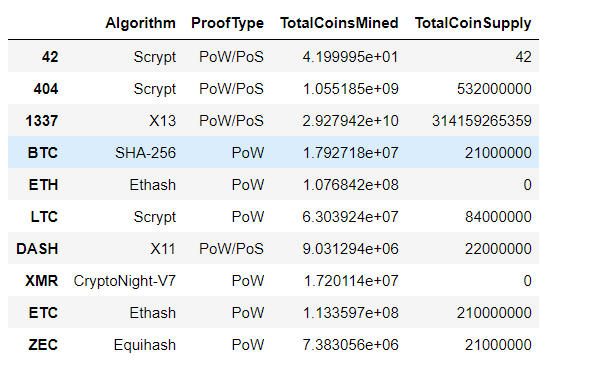 Algorithm ProofType TotalCoinsMined TotalCoinSupply
42 Scrypt PoW/PoS 4.199995e+01 42
404 Scrypt PoW/PoS 1.055185e+09 532000000
1337 X13 PoW/PoS 2.927942e+10 314159265359
BTC SHA-256 PoW 1.792718e+07 21000000
ETH Ethash PoW 1.076842e+08 0
LTC Scrypt PoW 6.303924e+07 84000000
DASH X11 PoW/PoS 9.031294e+06 22000000
XMR CryptoNight-V7 PoW 1.720114e+07 0
ETC Ethash PoW 1.133597e+08 210000000
ZEC Equihash PoW 7.383056e+06 21000000